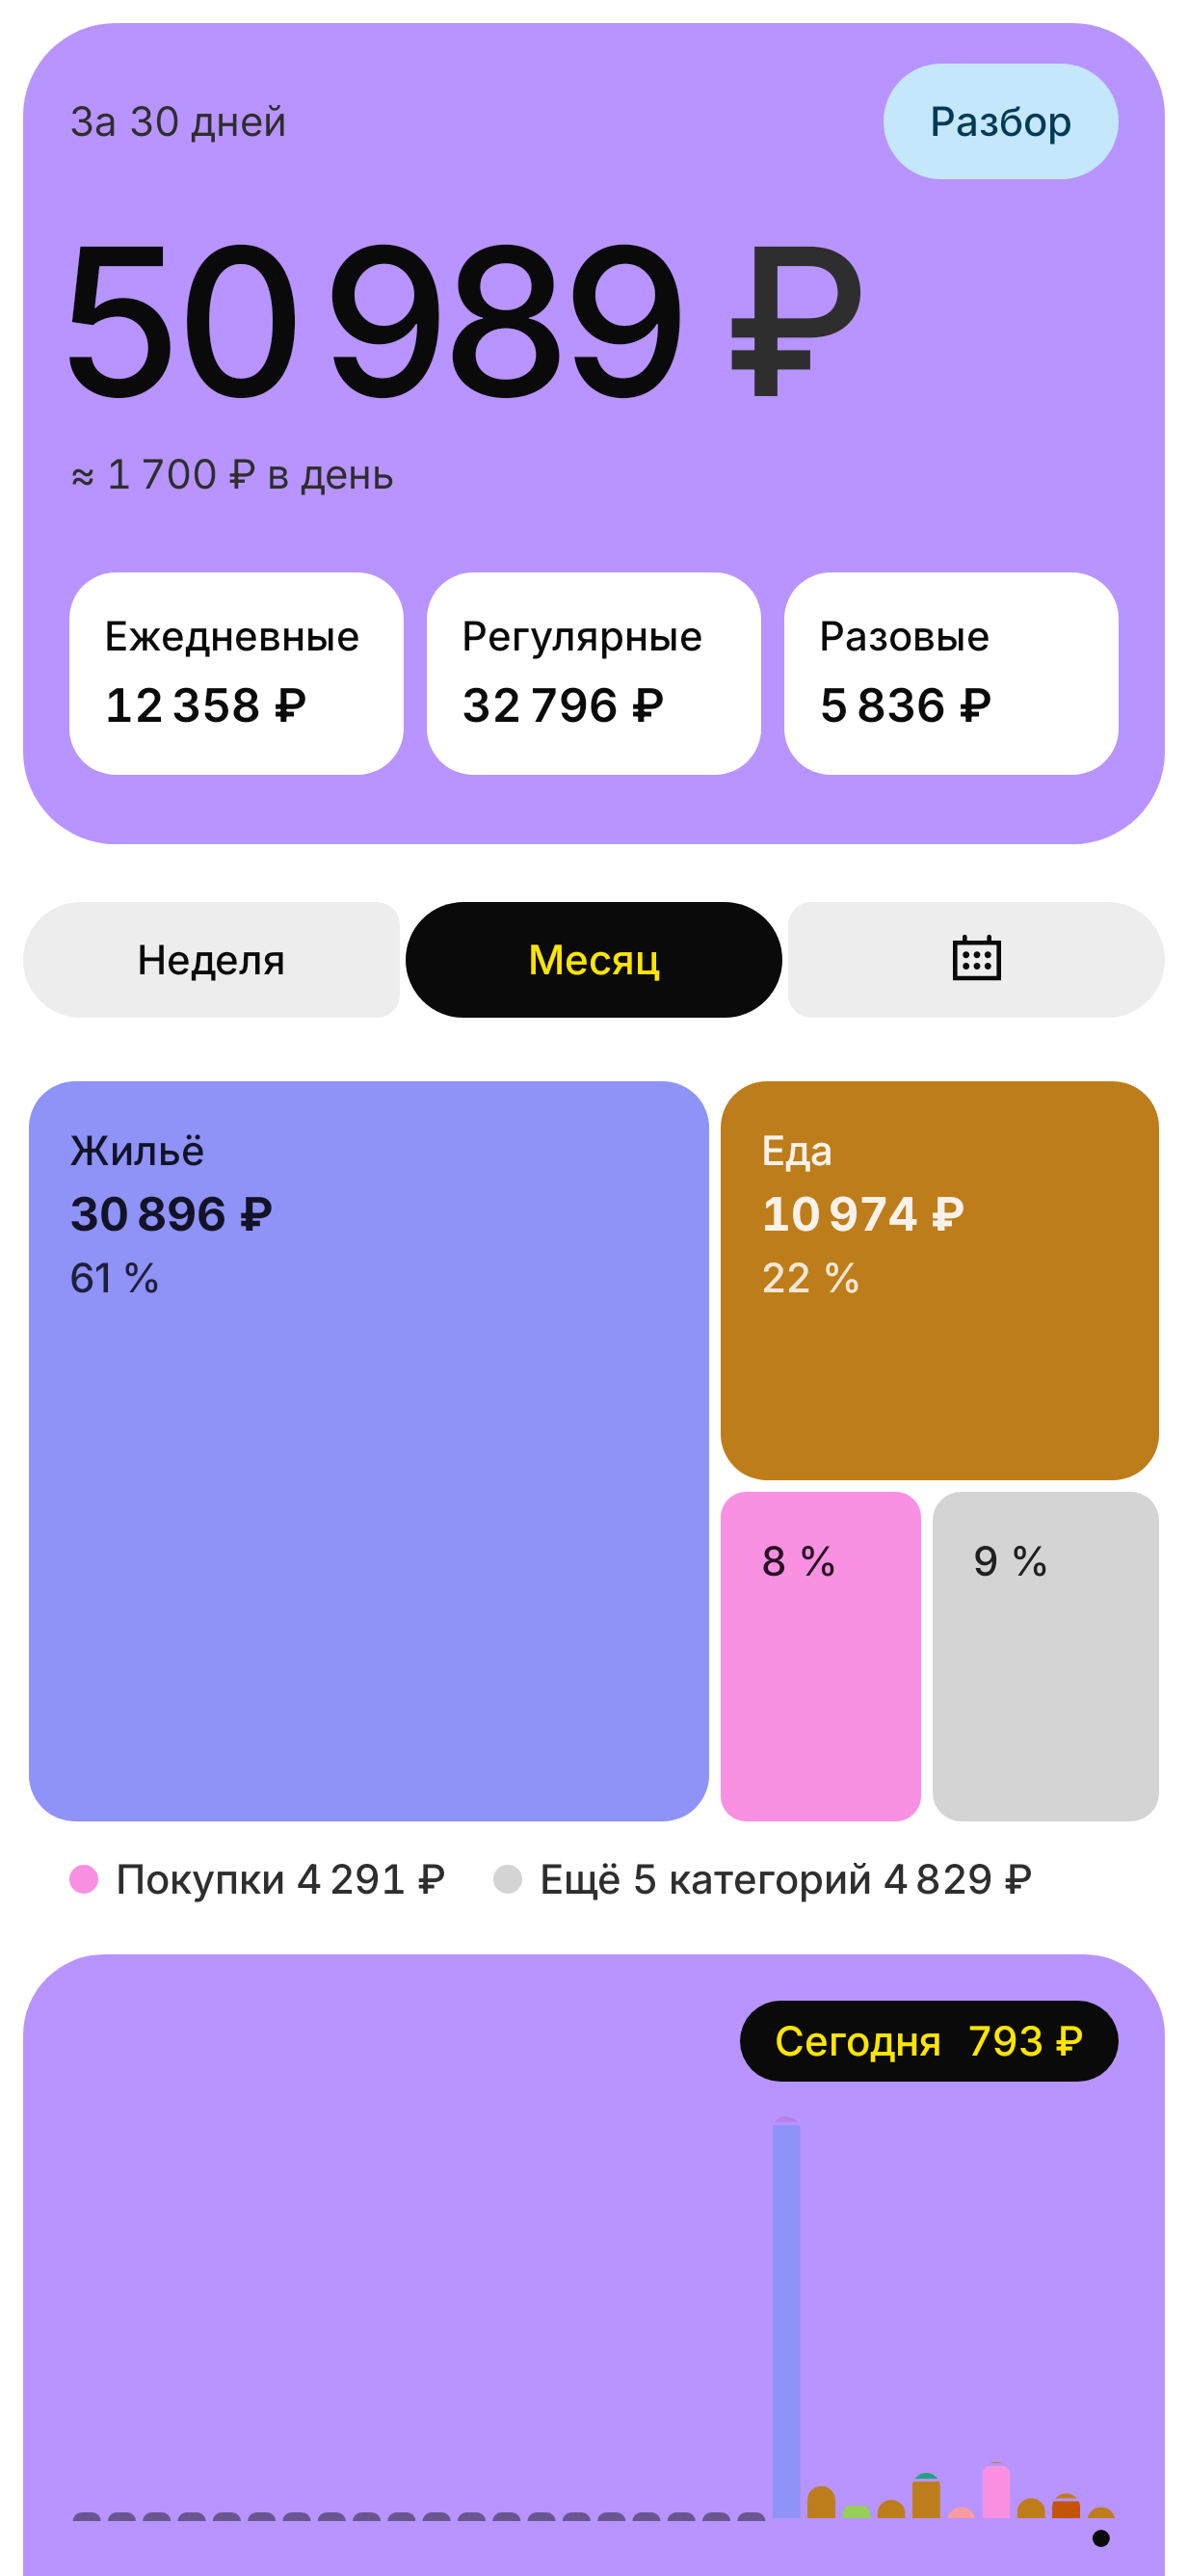 За 30 дней
Разбор
50 989 ₽
≈ 1 700 ₽ в день
Ежедневные
12 358 ₽
Регулярные
32 796 ₽
Разовые
5 836 ₽
Неделя
Месяц
Жильё
30 896 ₽
61 %
Еда
10 974 ₽
22 %
8 %
9 %
Покупки 4 291 ₽
Ещё 5 категорий 4 829 ₽
Сегодня 793 ₽